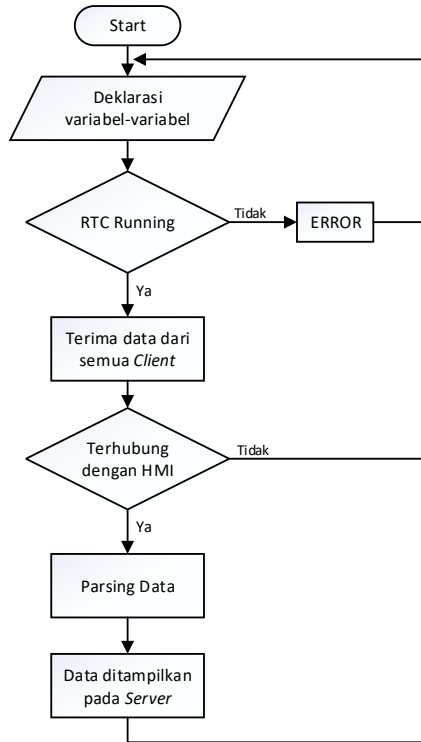 Start
Deklarasi
variabel-variabel
RTC Running
Tidak
ERROR
Ya
Terima data dari
semua Client
Terhubung
dengan HMI
Tidak
Ya
Parsing Data
Data ditampilkan
pada Server